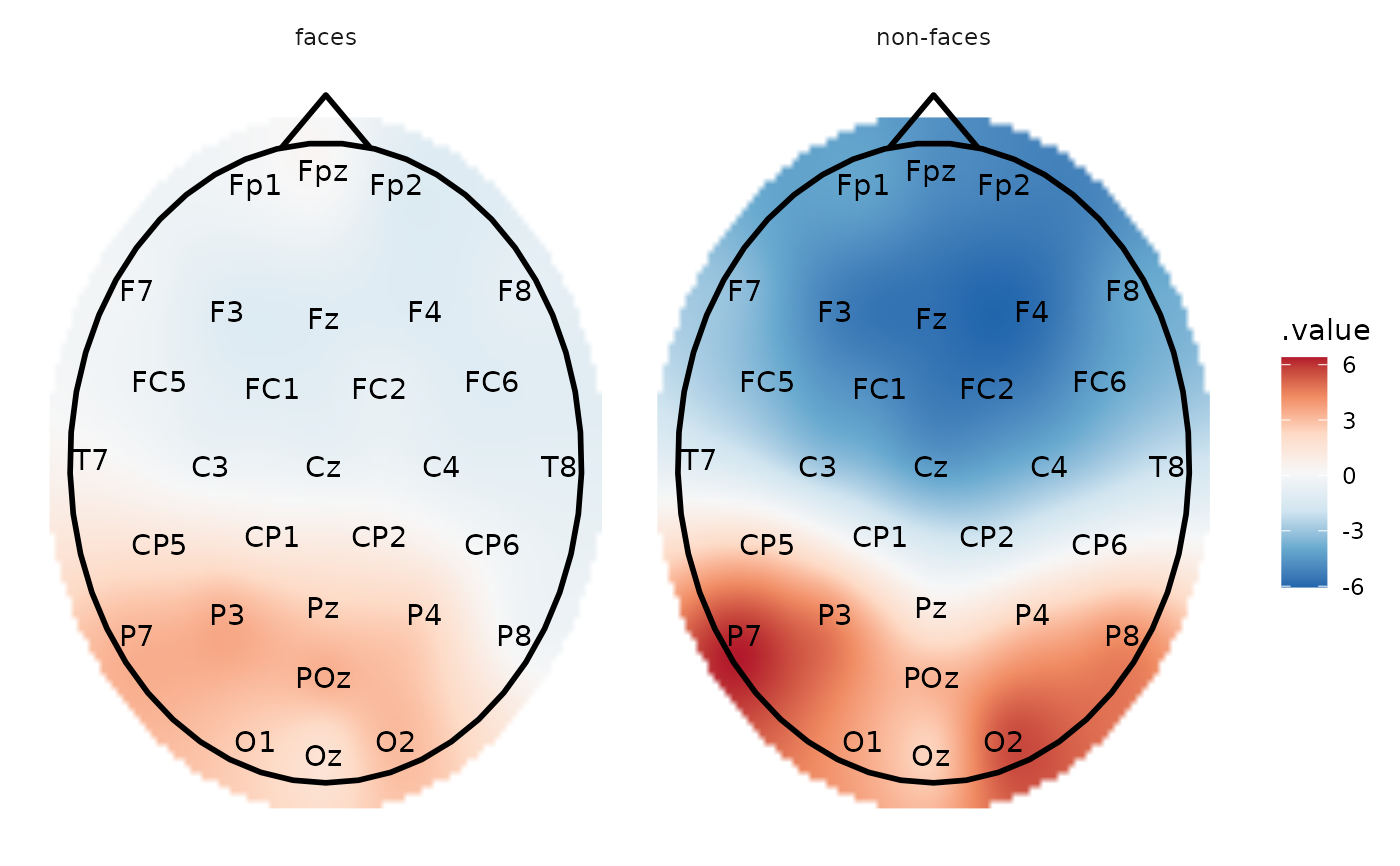 faces
Fpz
Fp1 Fp2
F7 F8
F3 Fz F4
FC5 FC1 FC2 FC6
T7 C3 Cz C4 T8
CP5 CP1 CP2 CP6
P3 Pz P4
P7 P8
POz
O1 Oz O2
non-faces
Fpz
Fp1 Fp2
F7 F8
F3 Fz F4
FC5 FC1 FC2 FC6
T7 C3 Cz C4 T8
CP5 CP1 CP2 CP6
P3 Pz P4
P7 P8
POz
O1 Oz O2
.value
6
3
0
-3
-6